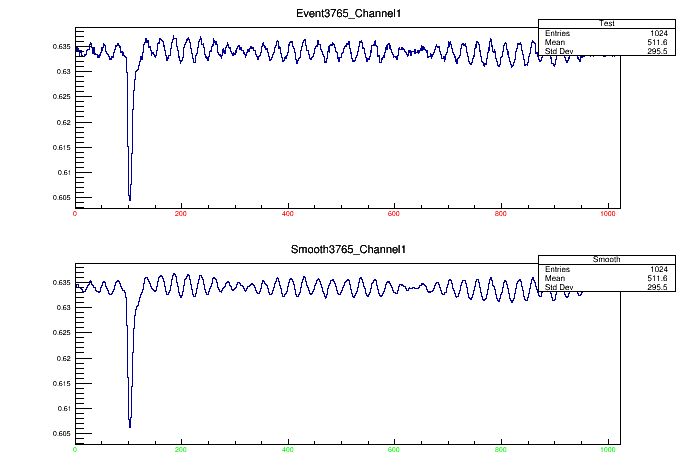 Event3765_Channel1
Test
Entries 1024
Mean 511.6
Std Dev 295.5
0.635
0.63
0.625
0.62
0.615
0.61
0.605
0 200 400 600 800 1000
Smooth3765_Channel1
Smooth
Entries 1024
Mean 511.6
Std Dev 295.5
0.635
0.63
0.625
0.62
0.615
0.61
0.605
0 200 400 600 800 1000